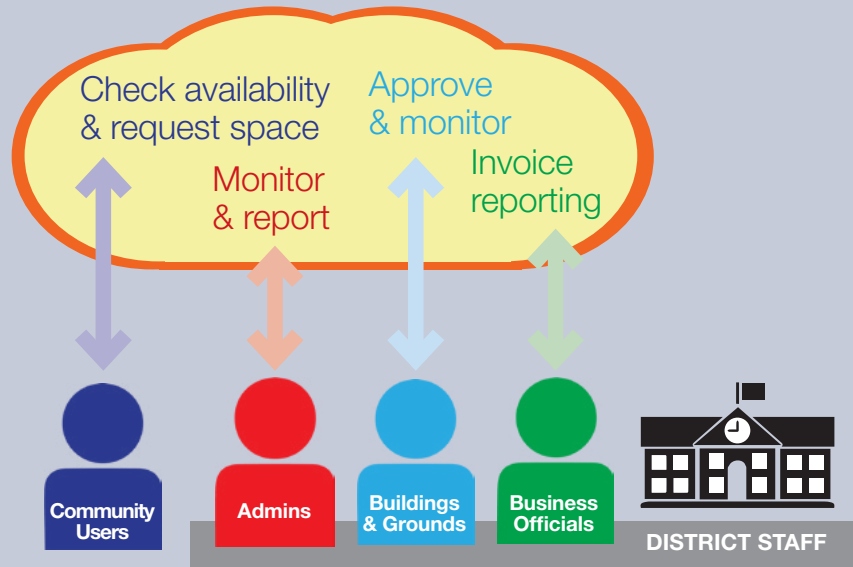 Check availability
& request space
Approve
& monitor
Monitor
& report
Invoice
reporting
Community
Users
Admins
Buildings
& Grounds
Business
Officials
DISTRICT STAFF